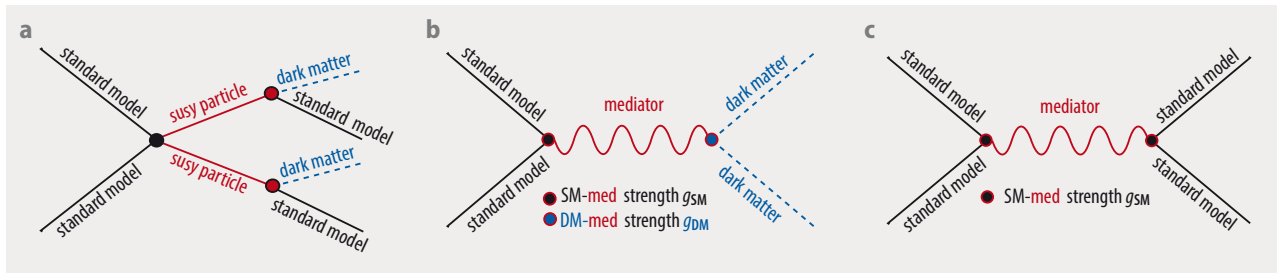 a
standard model
standard model
susy particle
susy particle
dark matter
standard model
dark matter
standard model
b
standard model
standard model
mediator
dark matter
dark matter
SM-med strength gSM
DM-med strength gDM
c
standard model
standard model
mediator
standard model
standard model
SM-med strength gSM